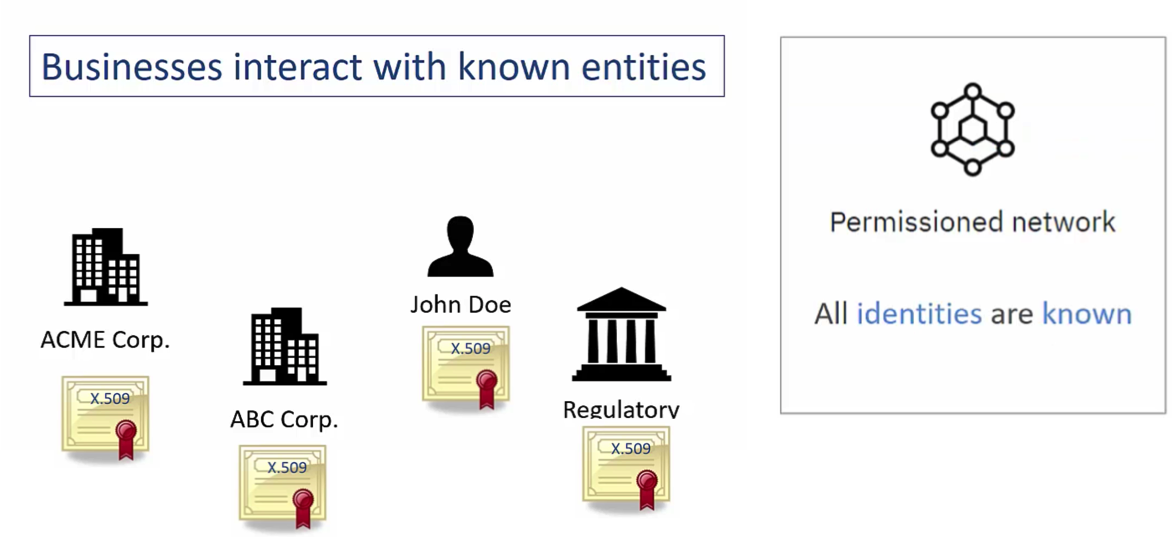 Businesses interact with known entities
Permissioned network
All identities are known
John Doe
X.509
ACME Corp.
X.509
ABC Corp.
X.509
Regulatory
X.509